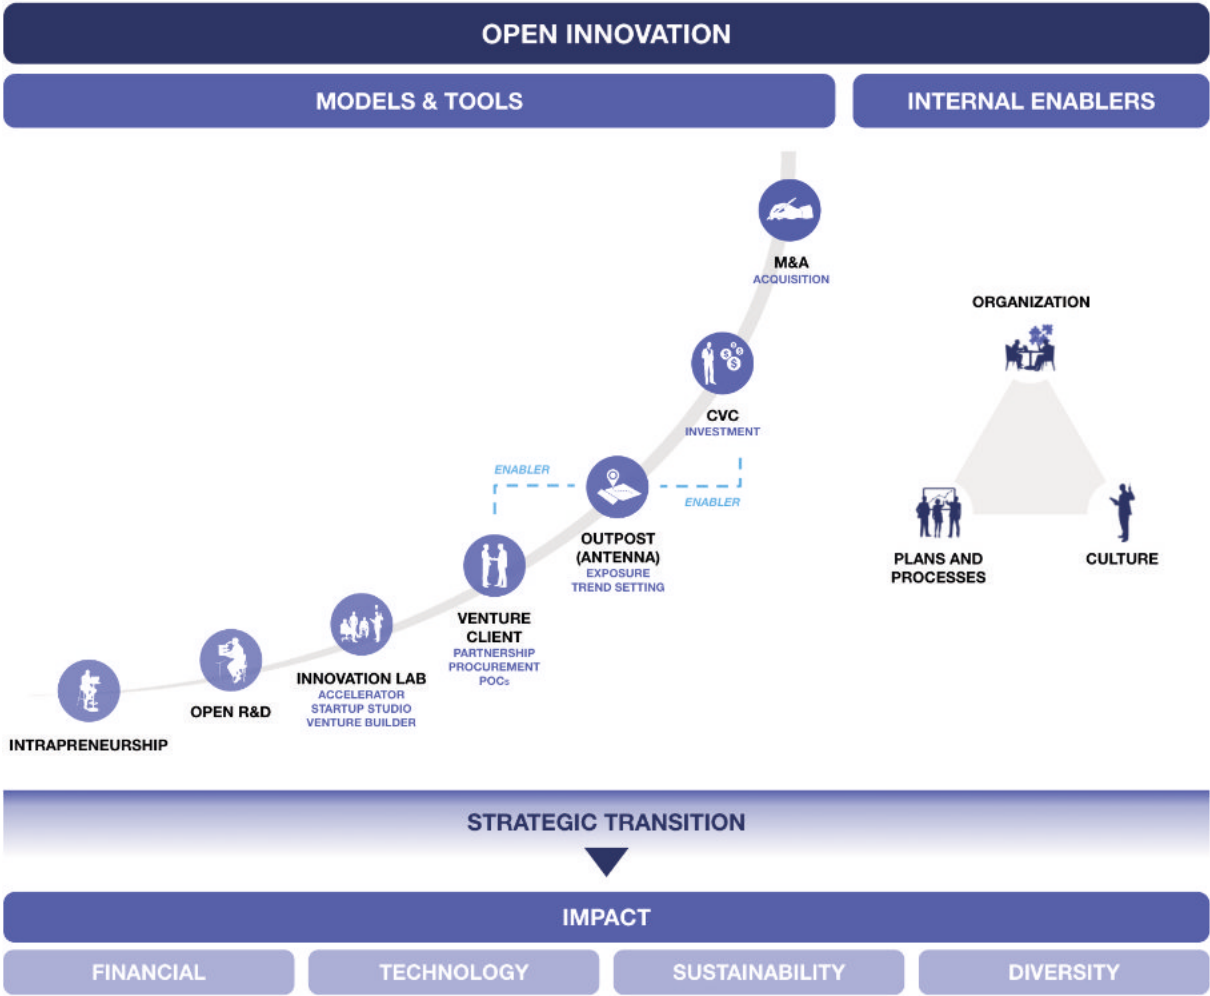 OPEN INNOVATION
MODELS & TOOLS
INTERNAL ENABLERS
M&A
ACQUISITION
CVC
INVESTMENT
ENABLER
ENABLER
OUTPOST
(ANTENNA)
EXPOSURE
TREND SETTING
VENTURE
CLIENT
PARTNERSHIP
PROCUREMENT
POCs
INNOVATION LAB
ACCELERATOR
STARTUP STUDIO
VENTURE BUILDER
OPEN R&D
INTRAPRENEURSHIP
ORGANIZATION
PLANS AND
PROCESSES
CULTURE
STRATEGIC TRANSITION
IMPACT
FINANCIAL
TECHNOLOGY
SUSTAINABILITY
DIVERSITY